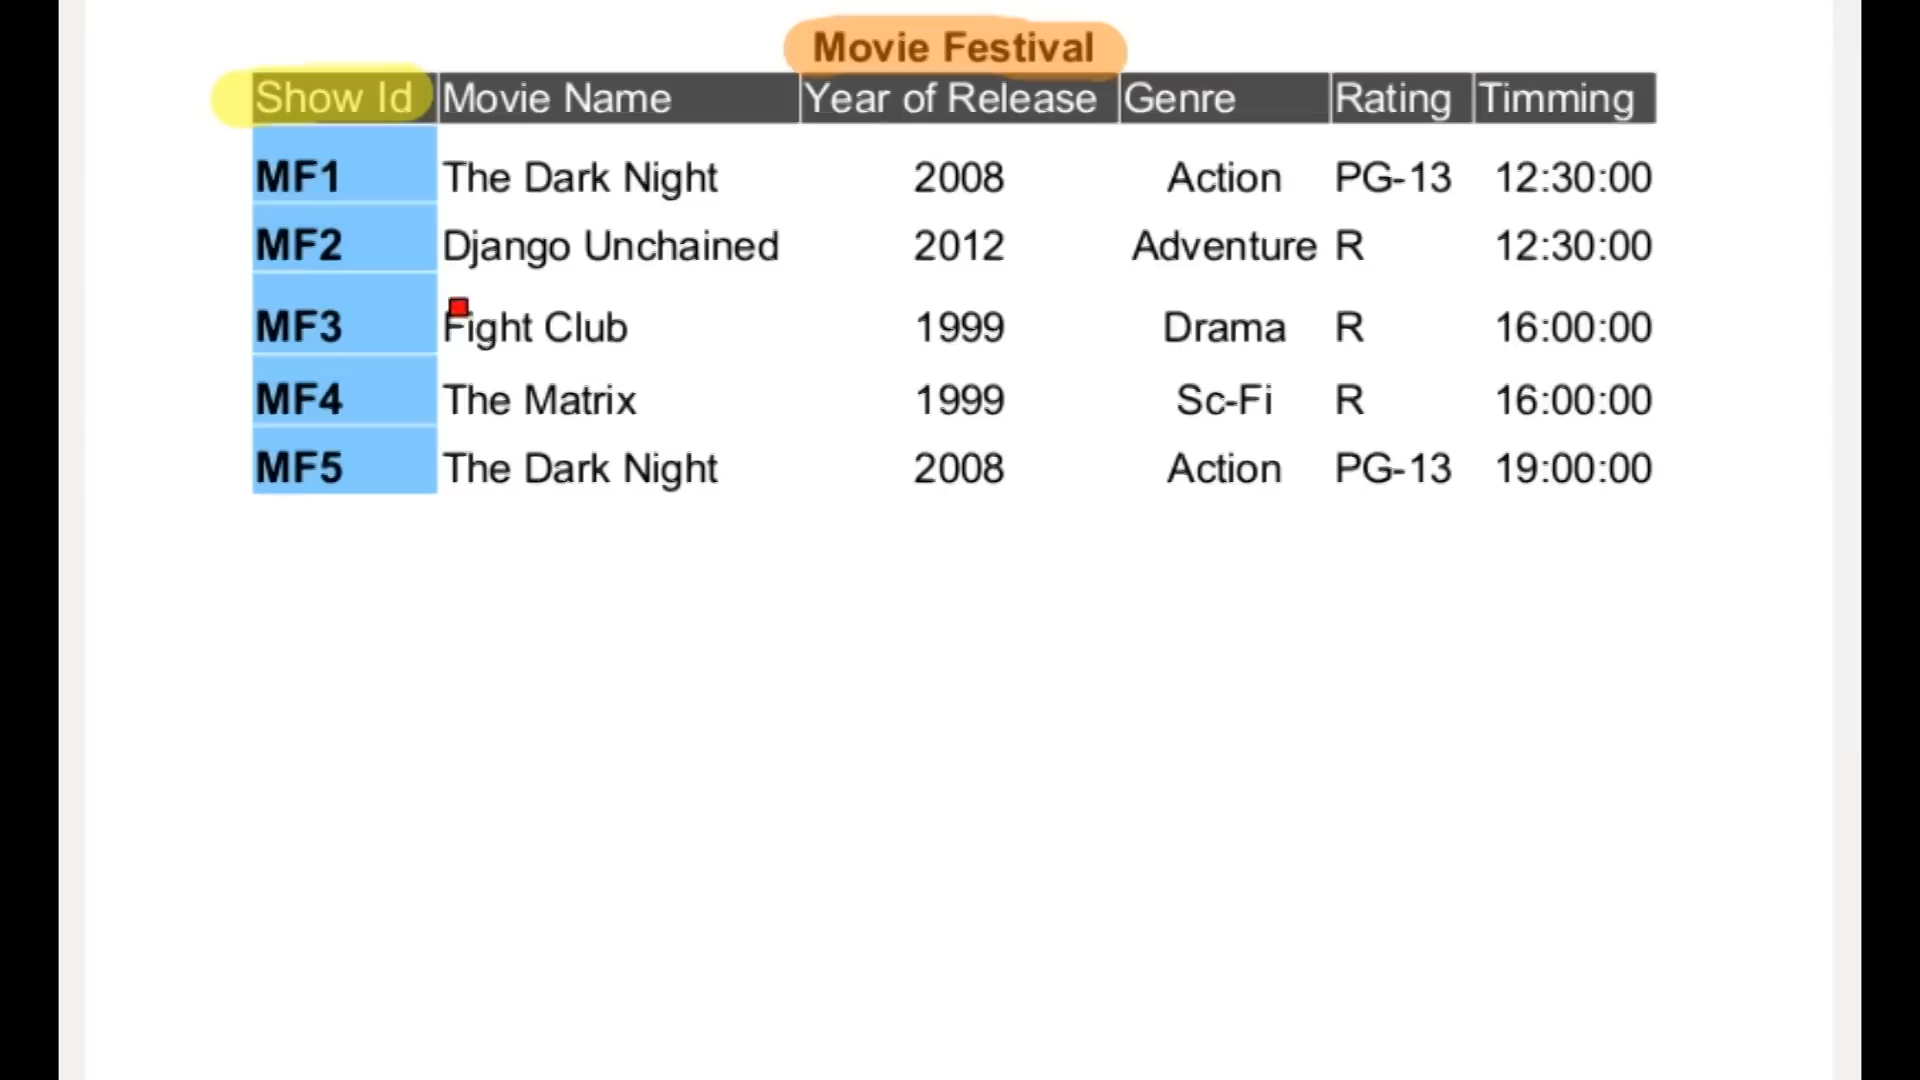 Movie Festival
Show Id Movie Name Year of Release Genre Rating Timming
MF1 The Dark Night 2008 Action PG-13 12:30:00
MF2 Django Unchained 2012 Adventure R 12:30:00
MF3 Fight Club 1999 Drama R 16:00:00
MF4 The Matrix 1999 Sc-Fi R 16:00:00
MF5 The Dark Night 2008 Action PG-13 19:00:00